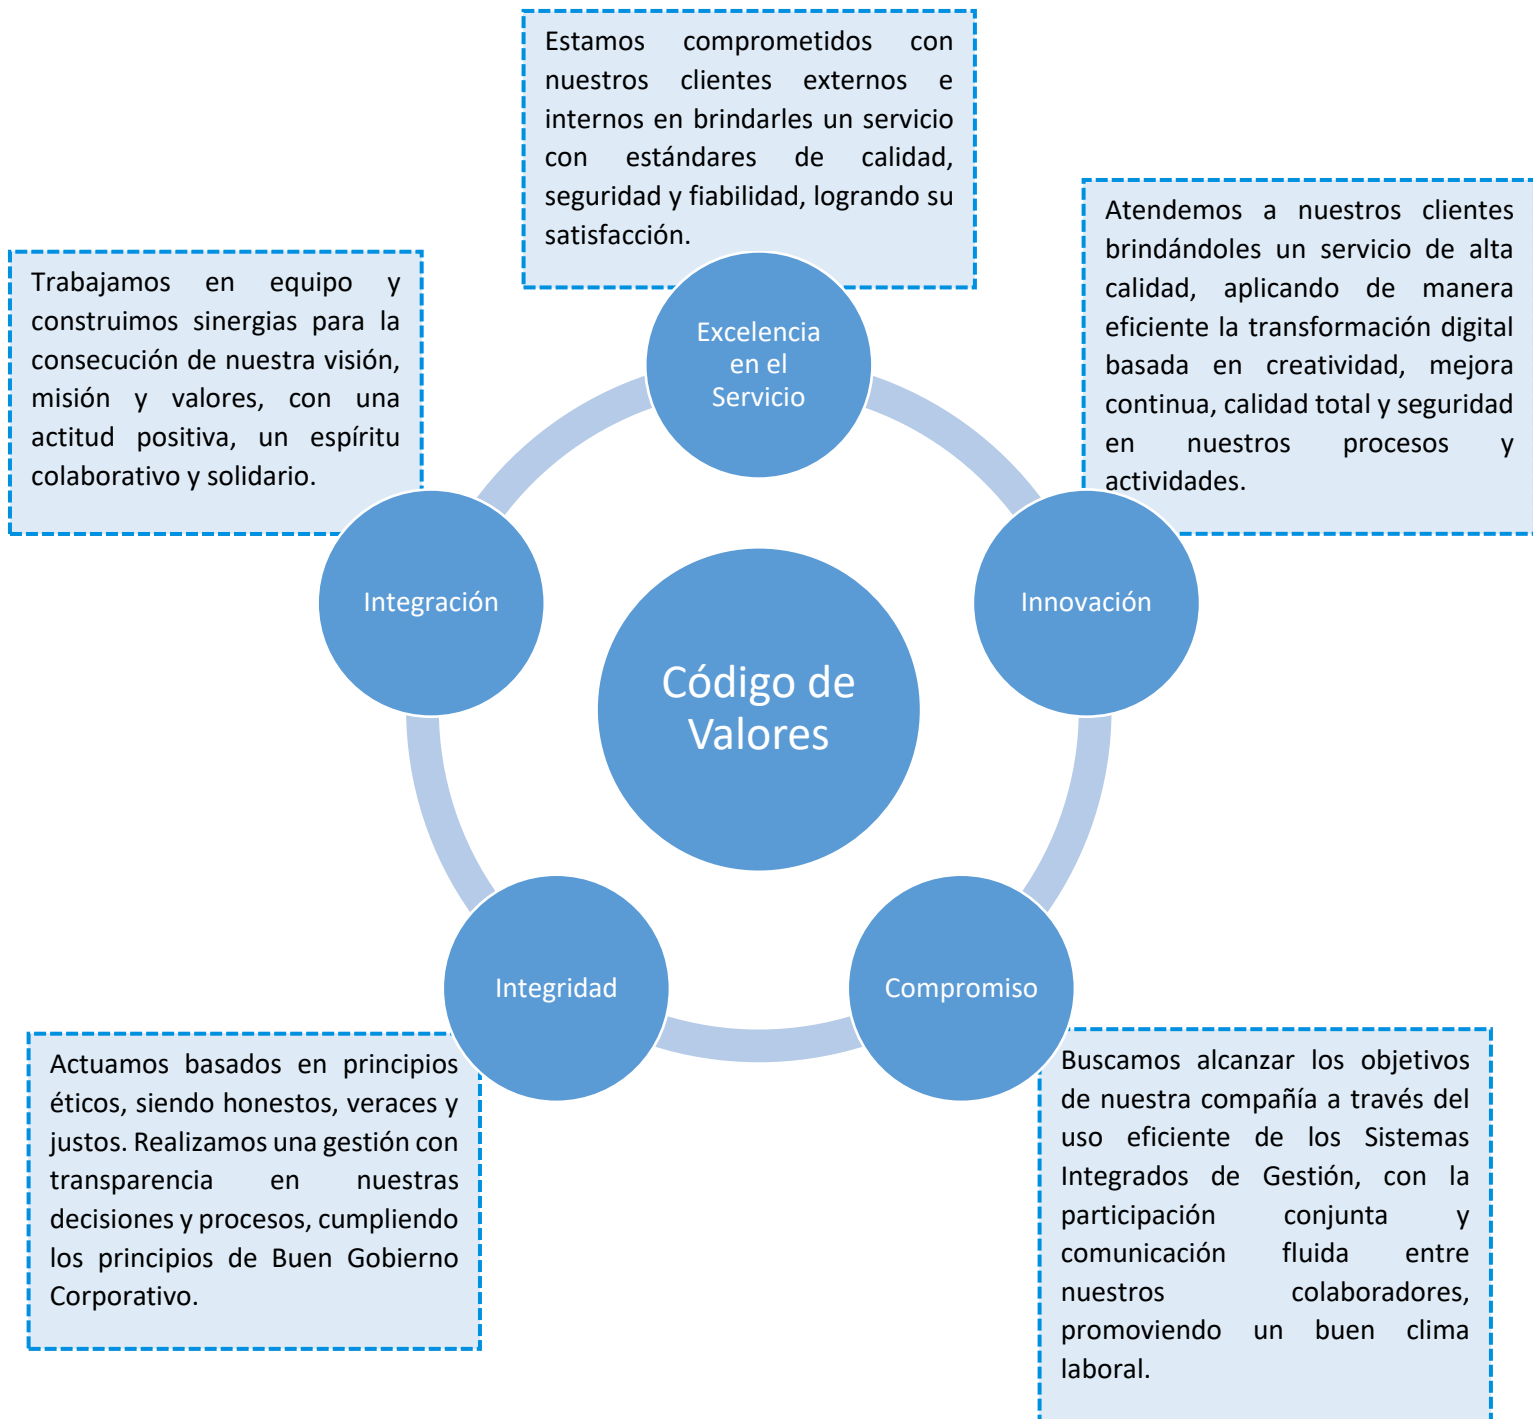 Estamos comprometidos con
nuestros clientes externos e
internos en brindarles un servicio
con estándares de calidad,
seguridad y fiabilidad, logrando su
satisfacción.
Excelencia
en el
Servicio
Atendemos a nuestros clientes
brindándoles un servicio de alta
calidad, aplicando de manera
eficiente la transformación digital
basada en creatividad, mejora
continua, calidad total y seguridad
en nuestros procesos y
actividades.
Innovación
Trabajamos en equipo y
construimos sinergias para la
consecución de nuestra visión,
misión y valores, con una
actitud positiva, un espíritu
colaborativo y solidario.
Integración
Código de
Valores
Integridad
Actuamos basados en principios
éticos, siendo honestos, veraces y
justos. Realizamos una gestión con
transparencia en nuestras
decisiones y procesos, cumpliendo
los principios de Buen Gobierno
Corporativo.
Compromiso
Buscamos alcanzar los objetivos
de nuestra compañía a través del
uso eficiente de los Sistemas
Integrados de Gestión, con la
participación conjunta y
comunicación fluida entre
nuestros colaboradores,
promoviendo un buen clima
laboral.